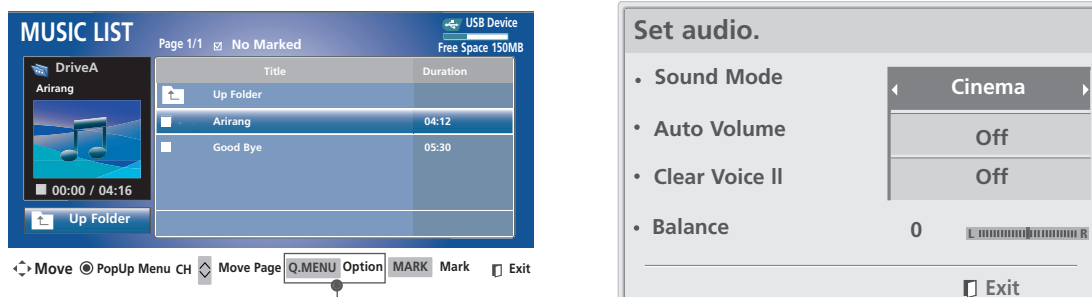 MUSIC LIST
Page 1/1 No Marked
USB Device
Free Space 150MB
DriveA
Arirang
00:00 / 04:16
Up Folder
Title Duration
Up Folder
Arirang 04:12
Good Bye 05:30
Move PopUp Menu CH Move Page Q.MENU Option MARK Mark Exit
Set audio.
• Sound Mode Cinema
• Auto Volume Off
• Clear Voice ll Off
• Balance 0 L R
Exit